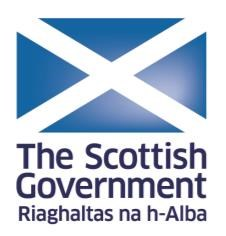 The Scottish
Government
Riaghaltas na h-Alba